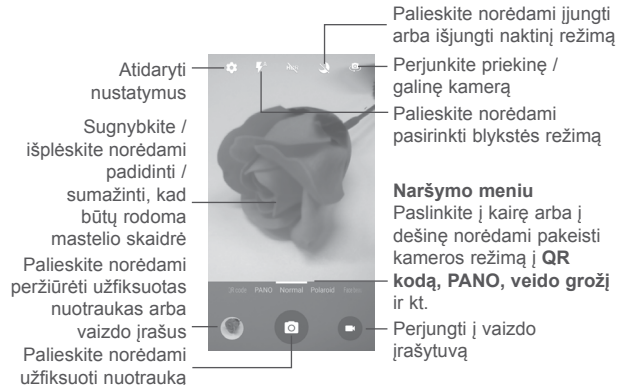 Palieskite norėdami įjungti
arba išjungti naktinį režimą
Atidaryti
nustatymus
Perjunkite priekinę /
galinę kamerą
Palieskite norėdami
pasirinkti blykstės režimą
Sugnybkite /
išplėskite norėdami
padidinti /
sumažinti, kad
būtų rodoma
mastelio skaidrė
Naršymo meniu
Paslinkite į kairę arba į
dešinę norėdami pakeisti
kameros režimą į QR
kodą, PANO, veido grožį
ir kt.
Palieskite norėdami
peržiūrėti užfiksuotas
nuotraukas arba
vaizdo įrašus
PANO Normal Polaroid
Perjungti į vaizdo
įrašytuvą
Palieskite norėdami
užfiksuoti nuotrauką